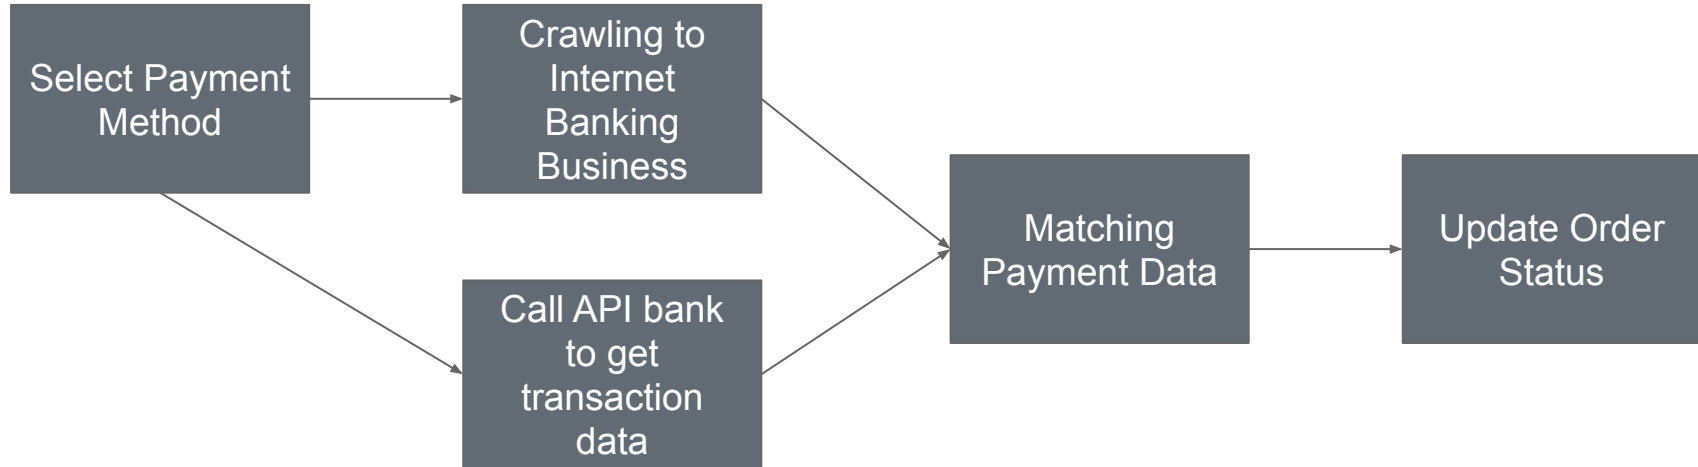 Select Payment
Method
Crawling to
Internet
Banking
Business
Call API bank
to get
transaction
data
Matching
Payment Data
Update Order
Status